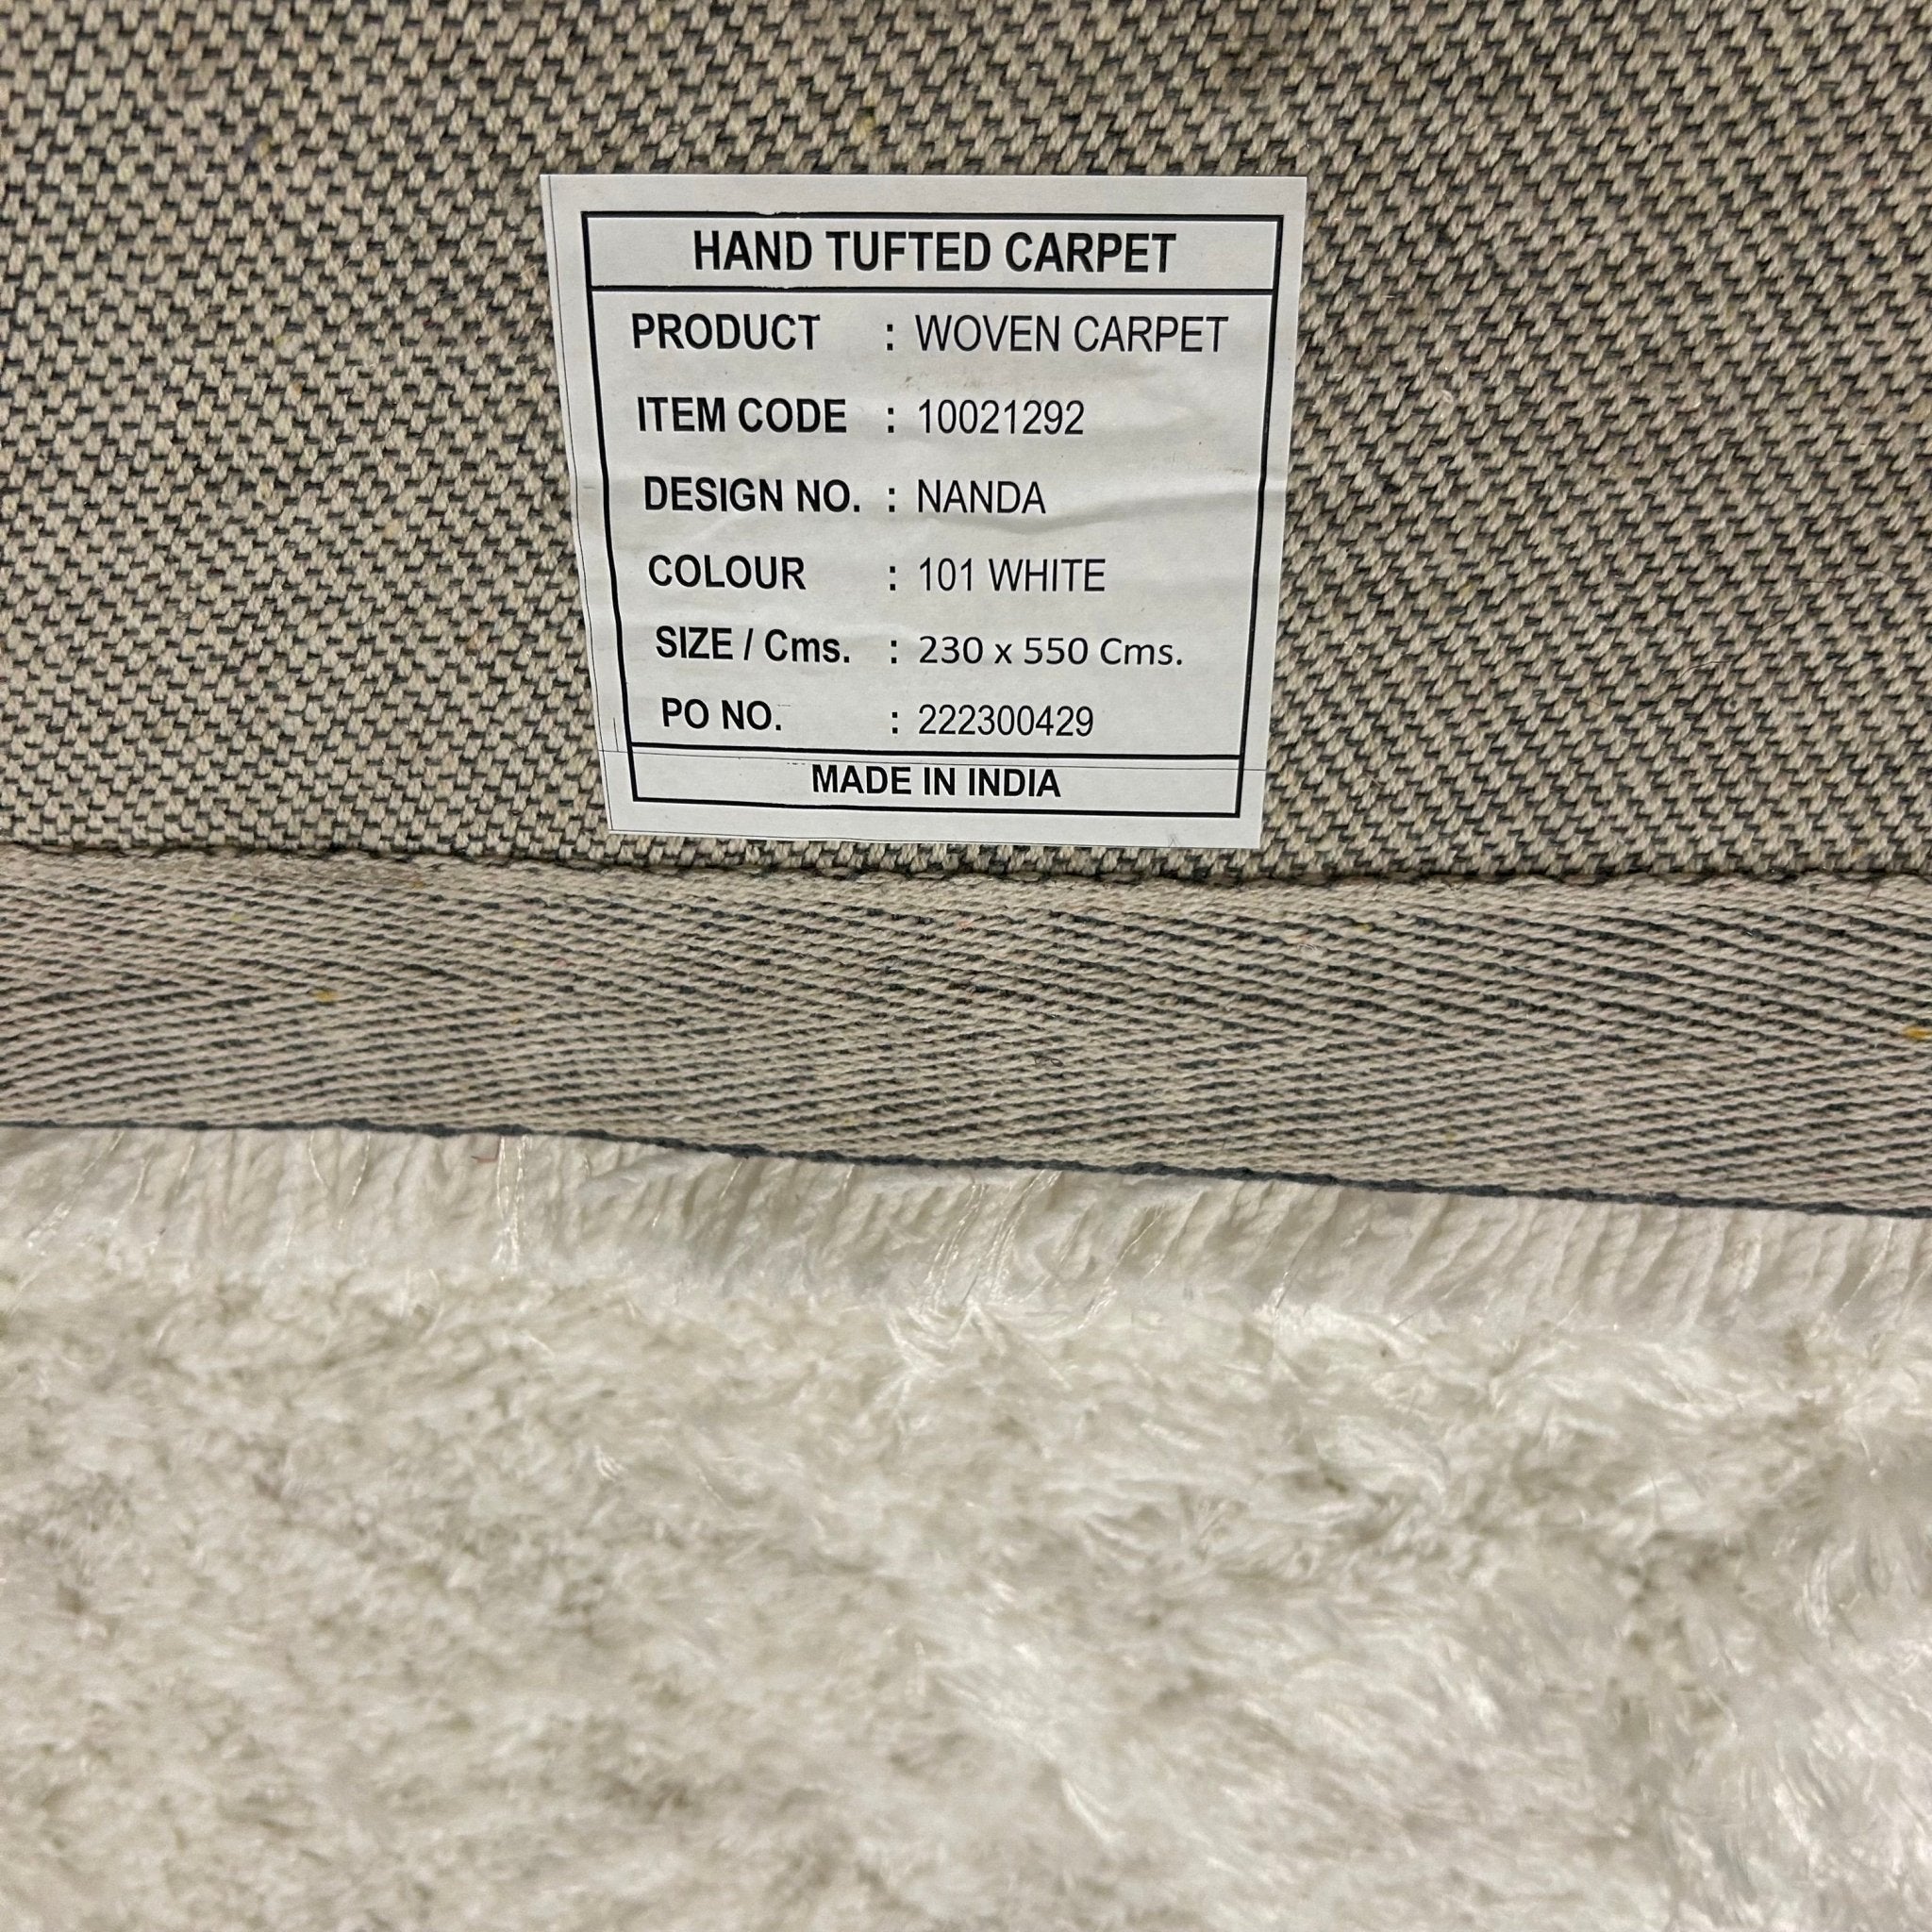 HAND TUFTED CARPET
PRODUCT : WOVEN CARPET
ITEM CODE : 10021292
DESIGN NO. : NANDA
COLOUR : 101 WHITE
SIZE / Cms. : 230 x 550 Cms.
PO NO. : 222300429
MADE IN INDIA